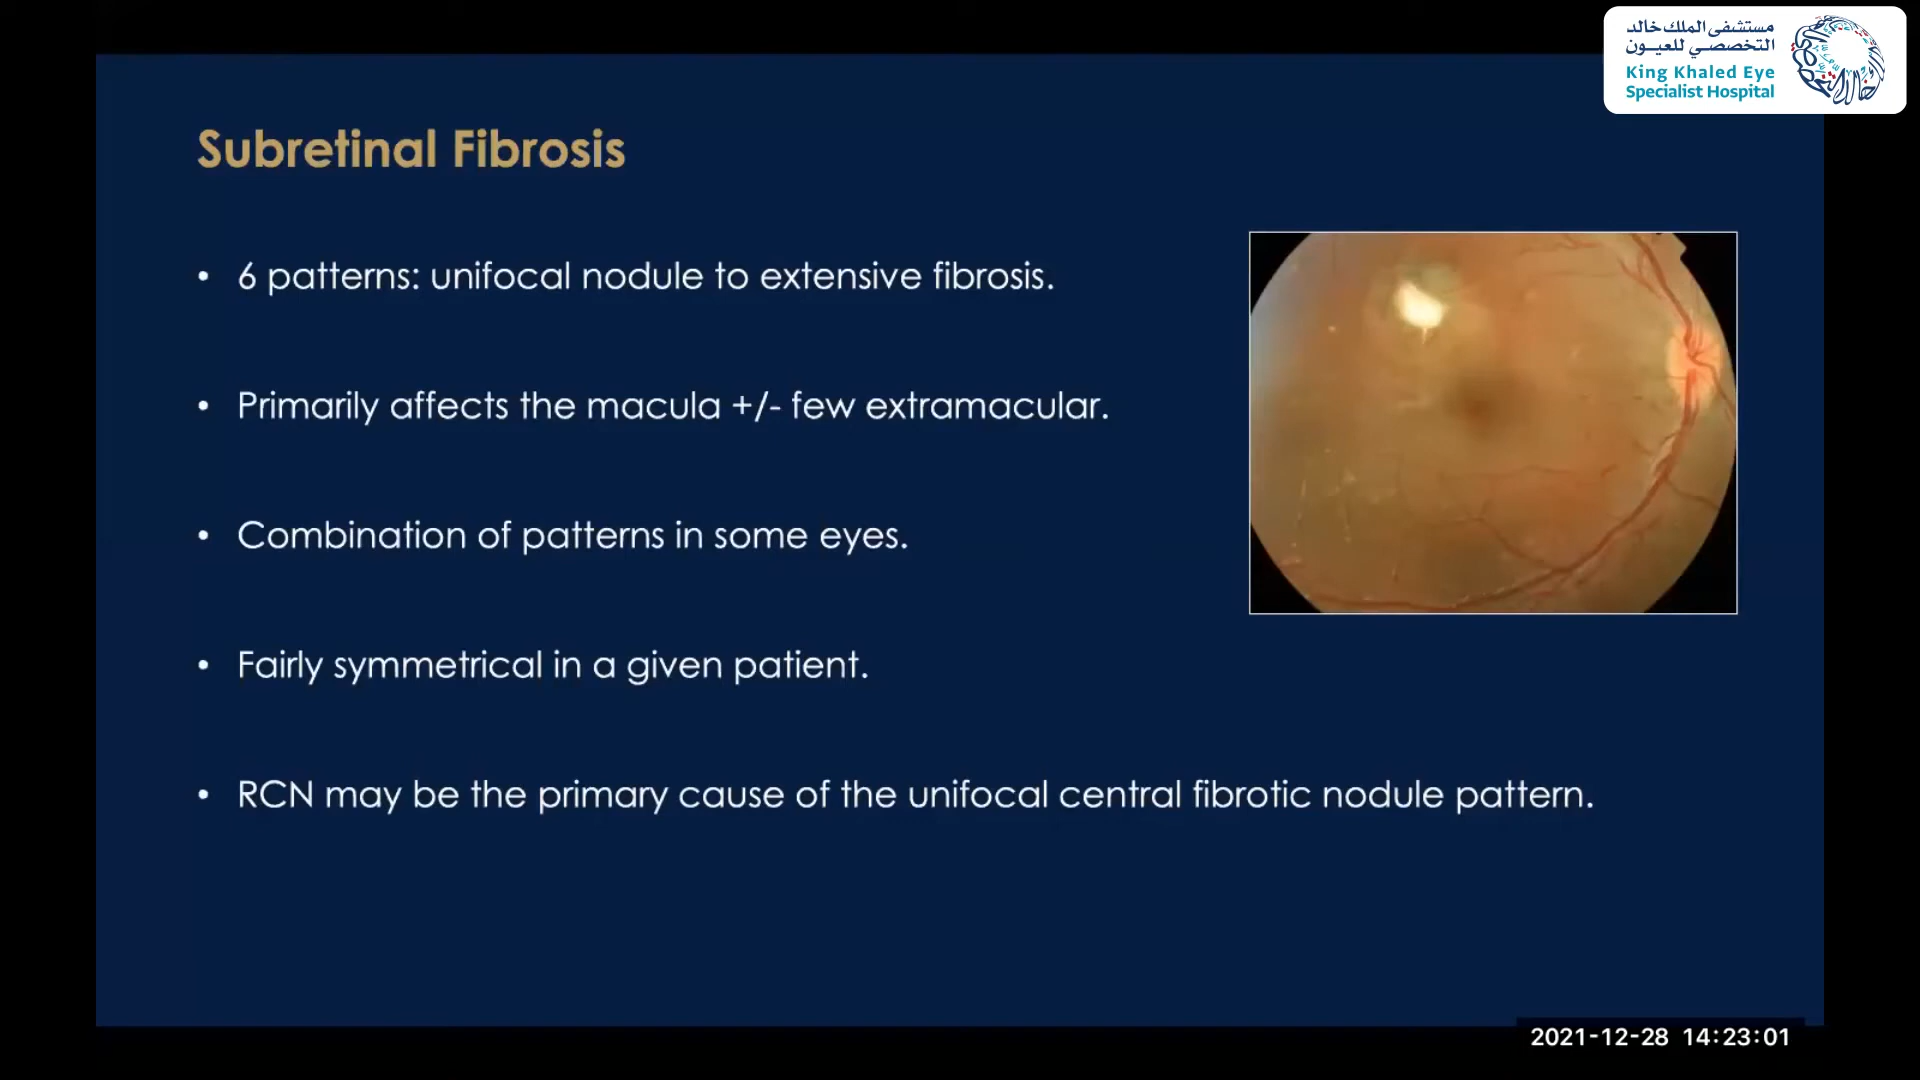 مستشفى الملك خالد
التخصصي للعيون
King Khaled Eye
Specialist Hospital
Subretinal Fibrosis
• 6 patterns: unifocal nodule to extensive fibrosis.
• Primarily affects the macula +/- few extramacular.
• Combination of patterns in some eyes.
• Fairly symmetrical in a given patient.
• RCN may be the primary cause of the unifocal central fibrotic nodule pattern.
2021-12-28 14:23:01